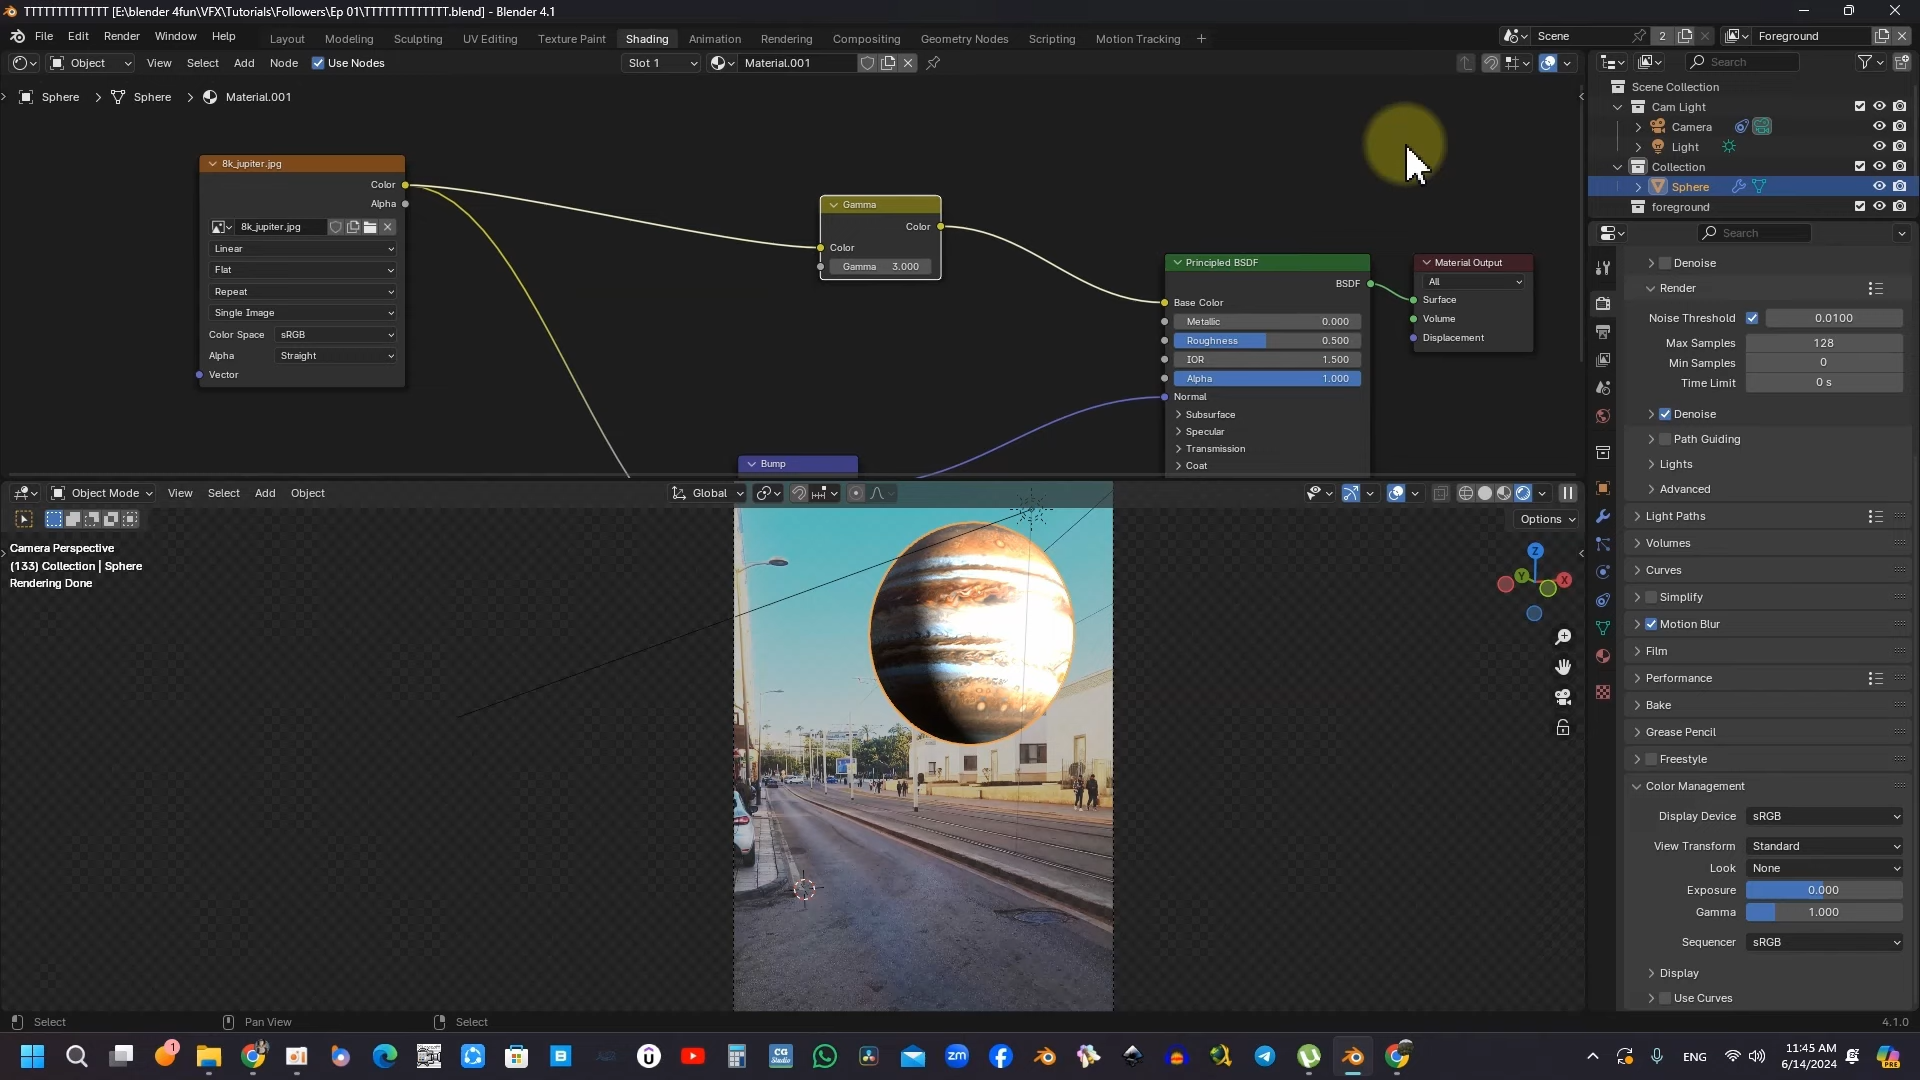 TTTTTTTTTTTTT [E:\blender 4fun\VFX\Tutorials\Followers\Ep 01\TTTTTTTTTTTTT.blend] - Blender 4.1
File Edit Render Window Help
Layout Modeling Sculpting UV Editing Texture Paint Shading Animation Rendering Compositing Geometry Nodes Scripting Motion Tracking +
Scene 2 Foreground
Object View Select Add Node Use Nodes Slot 1 Material.001
Search
Sphere > Sphere > Material.001
Scene Collection
Cam Light
Camera
Light
Collection
Sphere
foreground
8k_jupiter.jpg
Color
Alpha
8k_jupiter.jpg
Linear
Flat
Repeat
Single Image
Color Space sRGB
Alpha Straight
Vector
Gamma
Color
Color
Gamma 3.000
Bump
Principled BSDF
BSDF
Base Color
Metallic 0.000
Roughness 0.500
IOR 1.500
Alpha 1.000
Normal
Subsurface
Specular
Transmission
Coat
Material Output
All
Surface
Volume
Displacement
Search
Denoise
Render
Noise Threshold 0.0100
Max Samples 128
Min Samples 0
Time Limit 0 s
Denoise
Path Guiding
Lights
Advanced
Light Paths
Volumes
Curves
Simplify
Motion Blur
Film
Performance
Bake
Grease Pencil
Freestyle
Color Management
Display Device sRGB
View Transform Standard
Look None
Exposure 0.000
Gamma 1.000
Sequencer sRGB
Display
Use Curves
Object Mode View Select Add Object Global
Options
Camera Perspective
(133) Collection | Sphere
Rendering Done
Z
Y
X
Select Pan View Select 4.1.0
1 CG Studio zm ENG 11:45 AM
6/14/2024 PRE